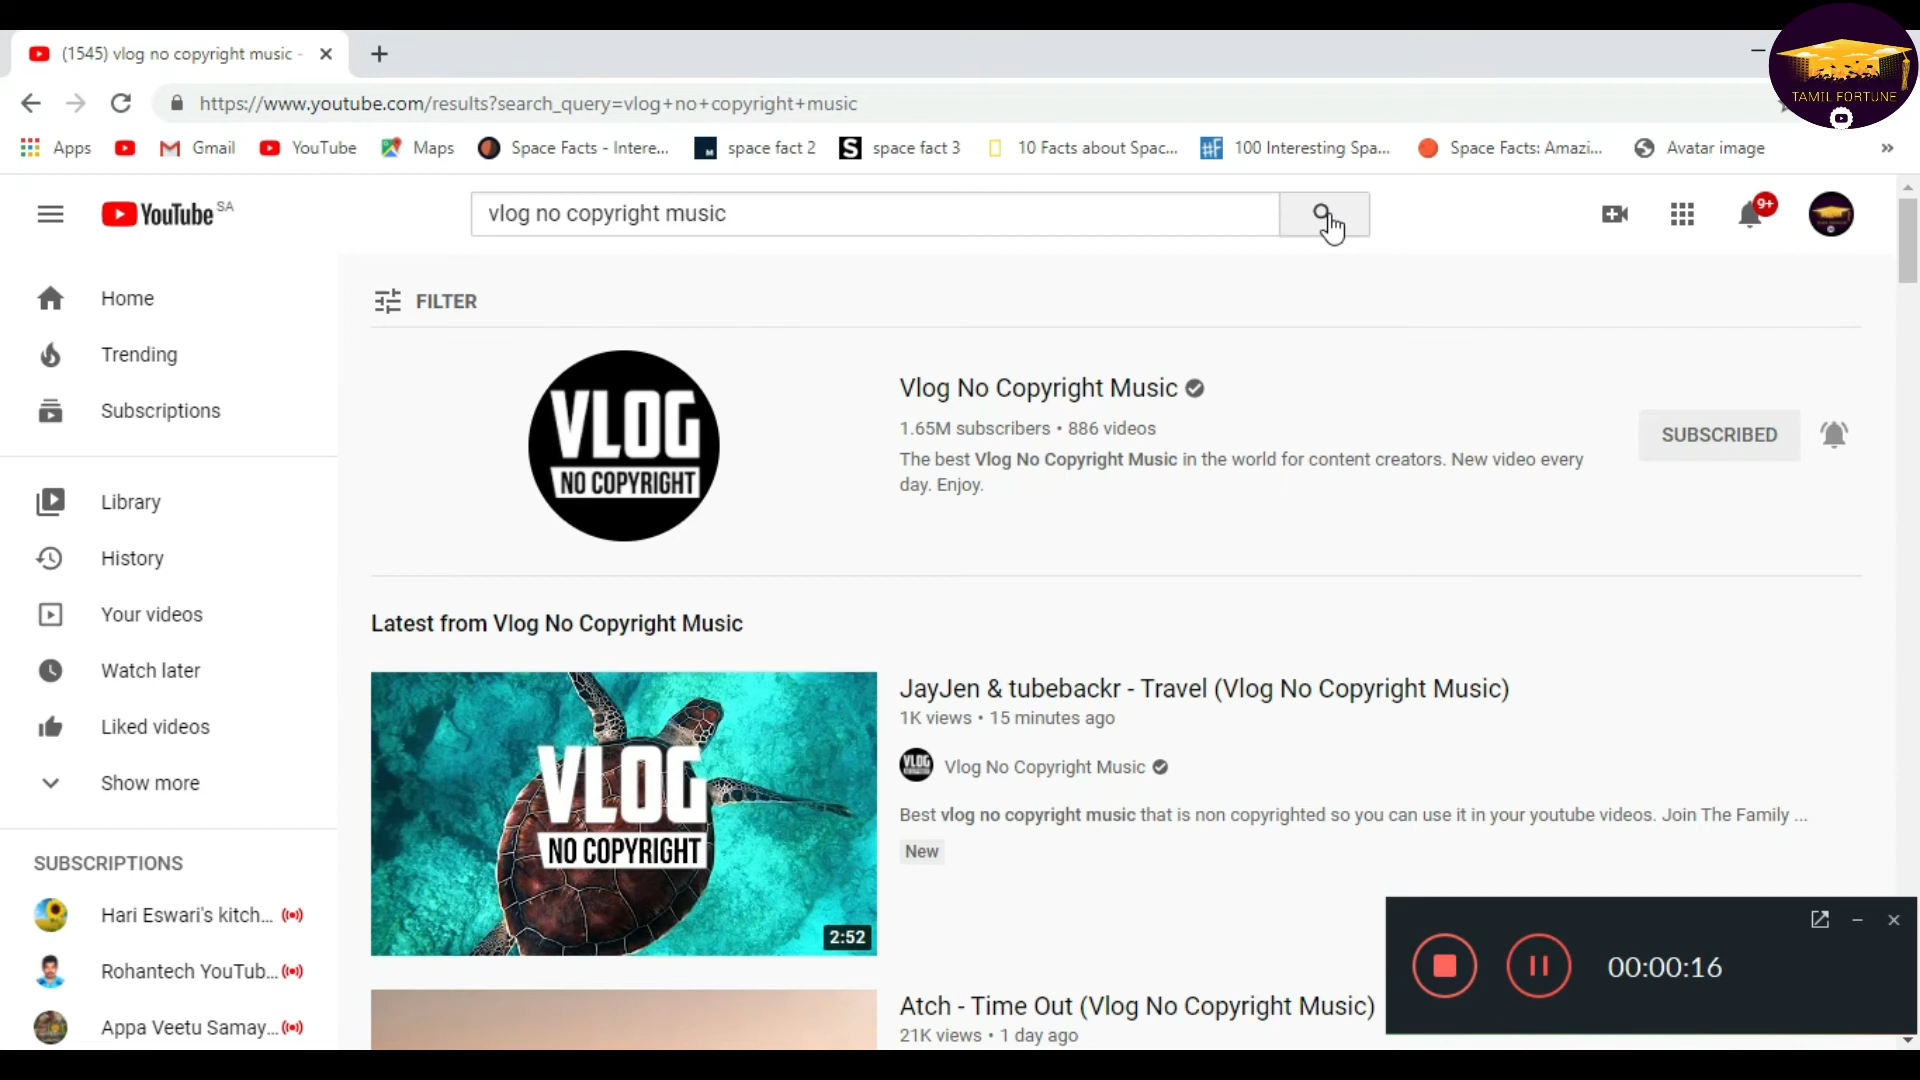 TAMIL FORTUNE
(1545) vlog no copyright music -
https://www.youtube.com/results?search_query=vlog+no+copyright+music
Apps
Gmail
YouTube
Maps
Space Facts - Intere...
space fact 2
space fact 3
10 Facts about Spac...
100 Interesting Spa...
Space Facts: Amazi...
Avatar image
»
YouTube SA
vlog no copyright music
9+
Home
Trending
Subscriptions
Library
History
Your videos
Watch later
Liked videos
Show more
SUBSCRIPTIONS
Hari Eswari's kitch...
Rohantech YouTub...
Appa Veetu Samay...
FILTER
VLOG
NO COPYRIGHT
Vlog No Copyright Music
1.65M subscribers • 886 videos
The best Vlog No Copyright Music in the world for content creators. New video every
day. Enjoy.
SUBSCRIBED
Latest from Vlog No Copyright Music
VLOG
NO COPYRIGHT
2:52
JayJen & tubebackr - Travel (Vlog No Copyright Music)
1K views • 15 minutes ago
VLOG
Vlog No Copyright Music
Best vlog no copyright music that is non copyrighted so you can use it in your youtube videos. Join The Family ...
New
Atch - Time Out (Vlog No Copyright Music)
21K views • 1 day ago
00:00:16